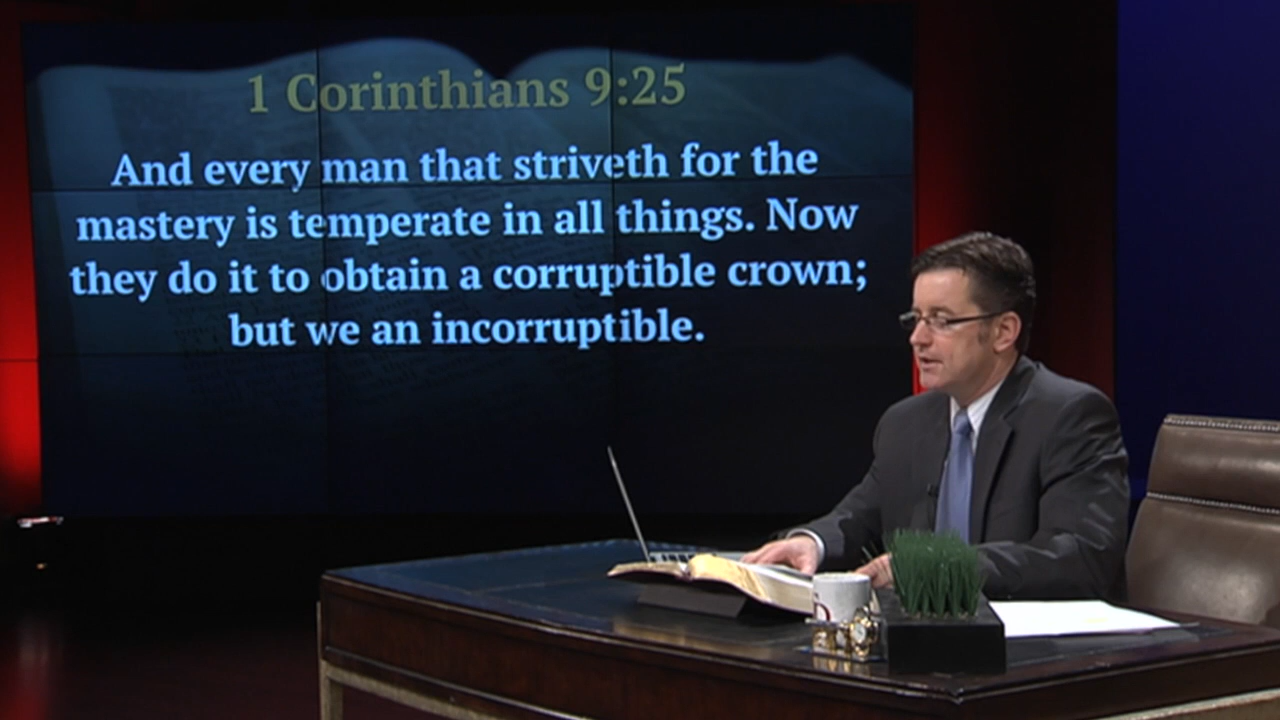 1 Corinthians 9:25
And every man that striveth for the
mastery is temperate in all things. Now
they do it to obtain a corruptible crown;
but we an incorruptible.